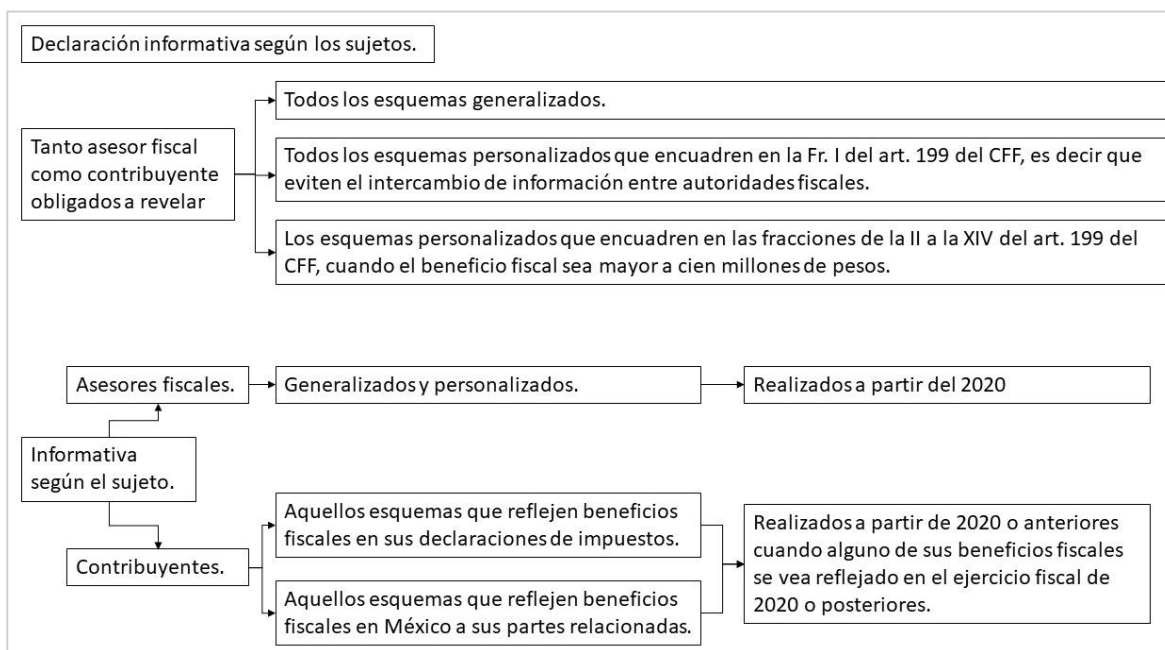 Declaración informativa según los sujetos.
Todos los esquemas generalizados.
Tanto asesor fiscal
como contribuyente
obligados a revelar
Todos los esquemas personalizados que encuadren en la Fr. I del art. 199 del CFF, es decir que
eviten el intercambio de información entre autoridades fiscales.
Los esquemas personalizados que encuadren en las fracciones de la II a la XIV del art. 199 del
CFF, cuando el beneficio fiscal sea mayor a cien millones de pesos.
Asesores fiscales.
Generalizados y personalizados.
Realizados a partir del 2020
Informativa
según el sujeto.
Contribuyentes.
Aquellos esquemas que reflejen beneficios
fiscales en sus declaraciones de impuestos.
Aquellos esquemas que reflejen beneficios
fiscales en México a sus partes relacionadas.
Realizados a partir de 2020 o anteriores
cuando alguno de sus beneficios fiscales
se vea reflejado en el ejercicio fiscal de
2020 o posteriores.